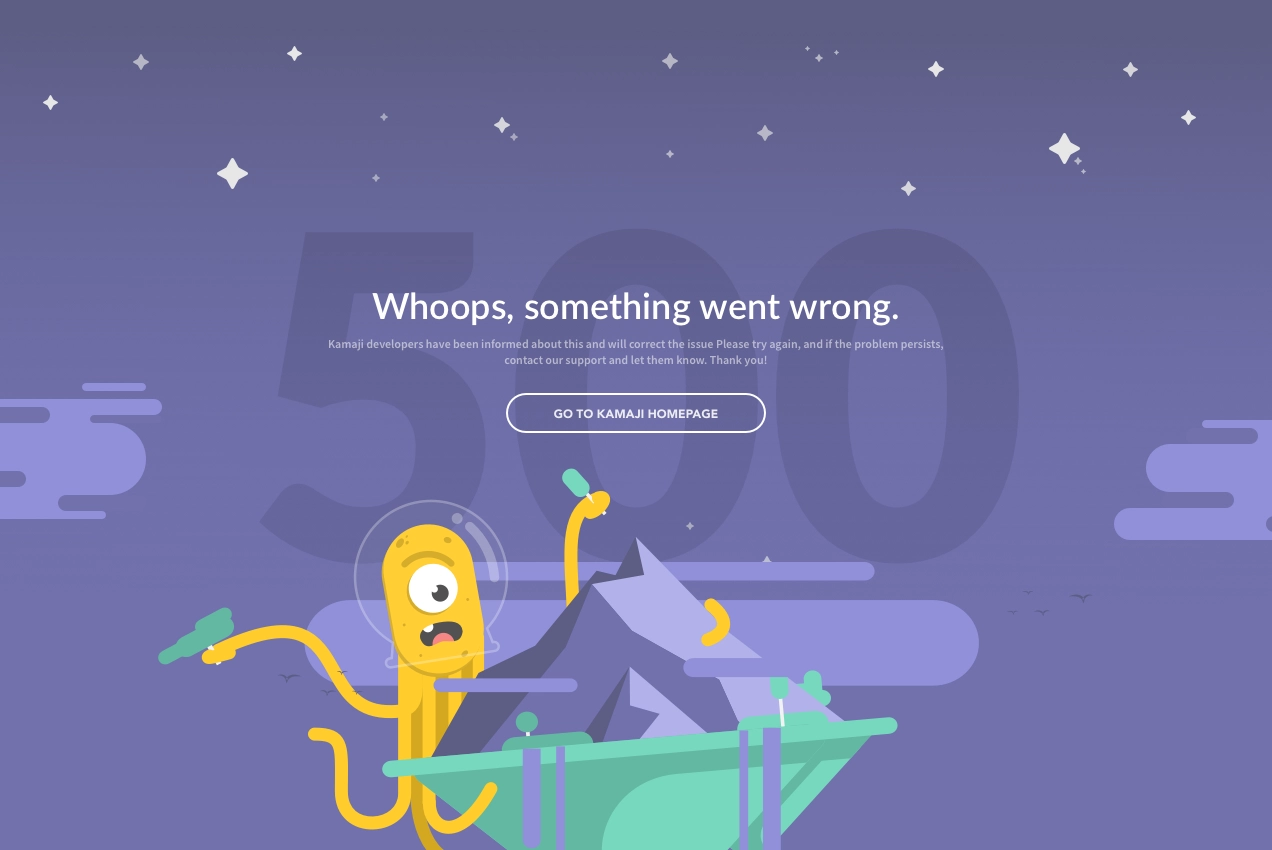 500
Whoops, something went wrong.
Kamaji developers have been informed about this and will correct the issue Please try again, and if the problem persists,
contact our support and let them know. Thank you!
GO TO KAMAJI HOMEPAGE